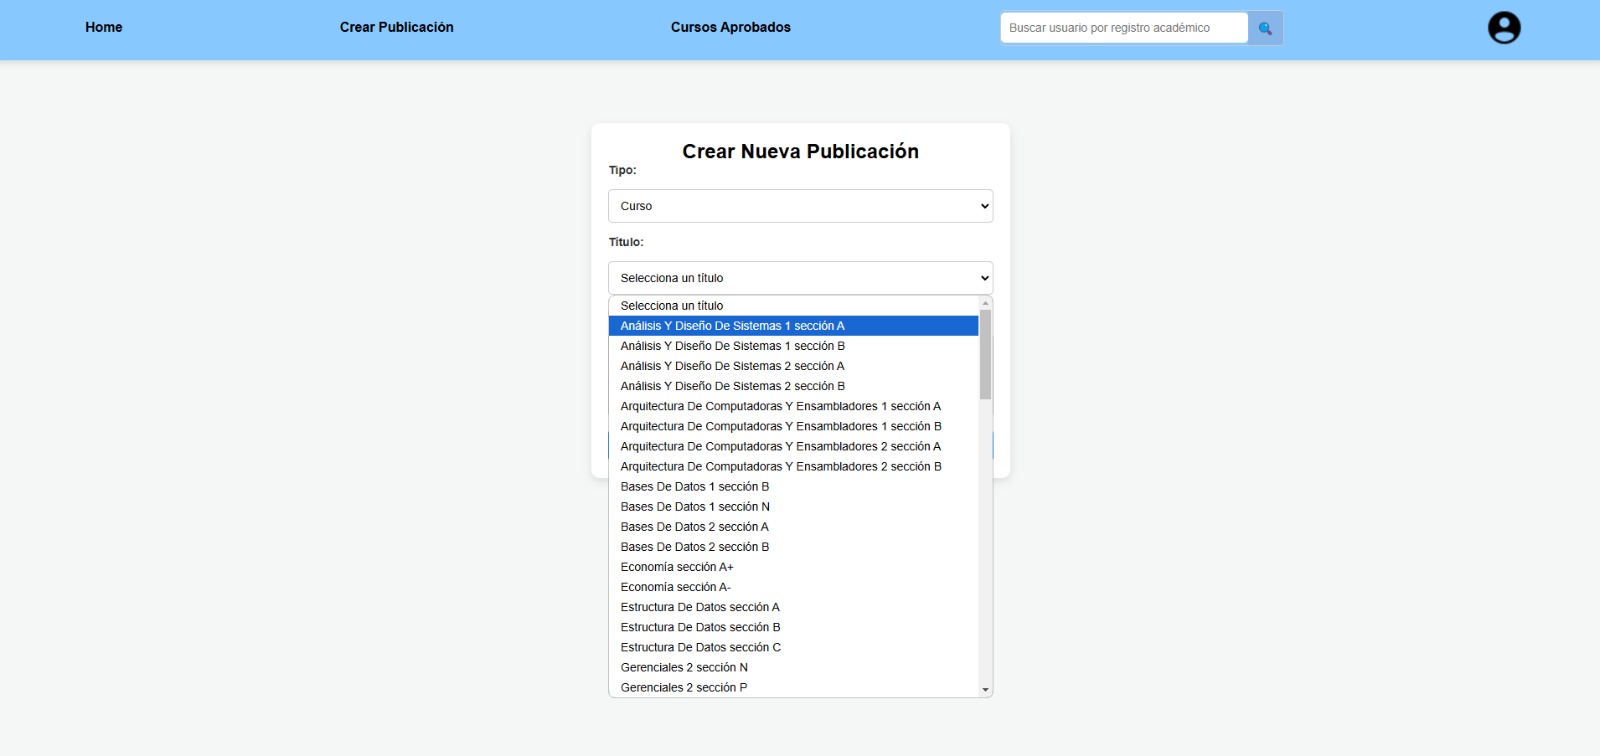 Home
Crear Publicación
Cursos Aprobados
Buscar usuario por registro académico
Crear Nueva Publicación
Tipo:
Curso
Título:
Selecciona un título
Selecciona un título
Análisis Y Diseño De Sistemas 1 sección A
Análisis Y Diseño De Sistemas 1 sección B
Análisis Y Diseño De Sistemas 2 sección A
Análisis Y Diseño De Sistemas 2 sección B
Arquitectura De Computadoras Y Ensambladores 1 sección A
Arquitectura De Computadoras Y Ensambladores 1 sección B
Arquitectura De Computadoras Y Ensambladores 2 sección A
Arquitectura De Computadoras Y Ensambladores 2 sección B
Bases De Datos 1 sección B
Bases De Datos 1 sección N
Bases De Datos 2 sección A
Bases De Datos 2 sección B
Economía sección A+
Economía sección A-
Estructura De Datos sección A
Estructura De Datos sección B
Estructura De Datos sección C
Gerenciales 2 sección N
Gerenciales 2 sección P